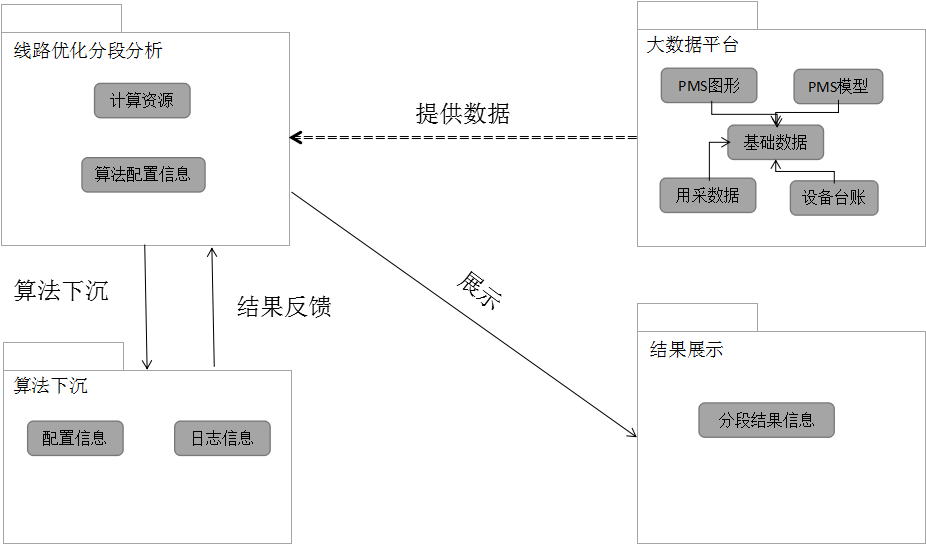 线路优化分段分析
计算资源
算法配置信息
提供数据
大数据平台
PMS图形
PMS模型
基础数据
用采数据
设备台账
算法下沉
结果反馈
展示
算法下沉
配置信息
日志信息
结果展示
分段结果信息